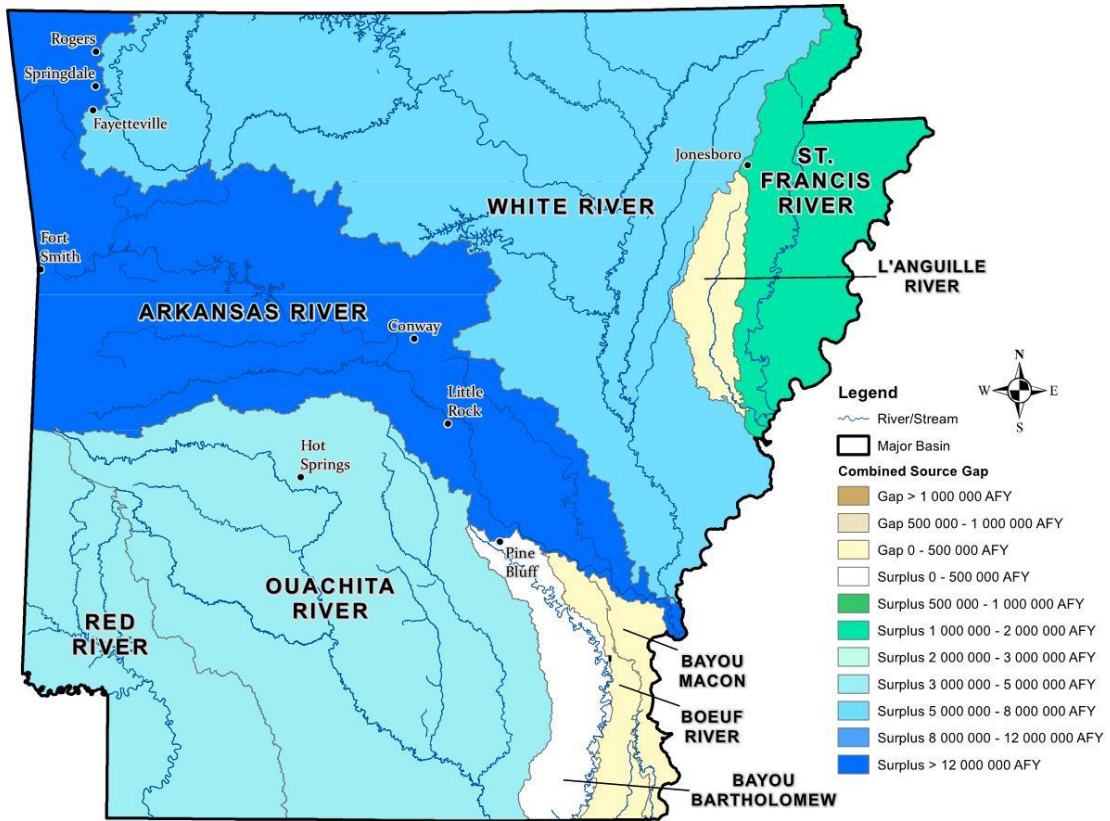 Rogers
Springdale
Fayetteville
Jonesboro
ST.
FRANCIS
RIVER
WHITE RIVER
Fort
Smith
L'ANGUILLE
RIVER
ARKANSAS RIVER
Conway
Little
Rock
Hot
Springs
Pine
Bluff
OUACHITA
RIVER
RED
RIVER
BAYOU
MACON
BOEUF
RIVER
BAYOU
BARTHOLOMEW
N
W
E
S
Legend
River/Stream
Major Basin
Combined Source Gap
Gap > 1 000 000 AFY
Gap 500 000 - 1 000 000 AFY
Gap 0 - 500 000 AFY
Surplus 0 - 500 000 AFY
Surplus 500 000 - 1 000 000 AFY
Surplus 1 000 000 - 2 000 000 AFY
Surplus 2 000 000 - 3 000 000 AFY
Surplus 3 000 000 - 5 000 000 AFY
Surplus 5 000 000 - 8 000 000 AFY
Surplus 8 000 000 - 12 000 000 AFY
Surplus > 12 000 000 AFY